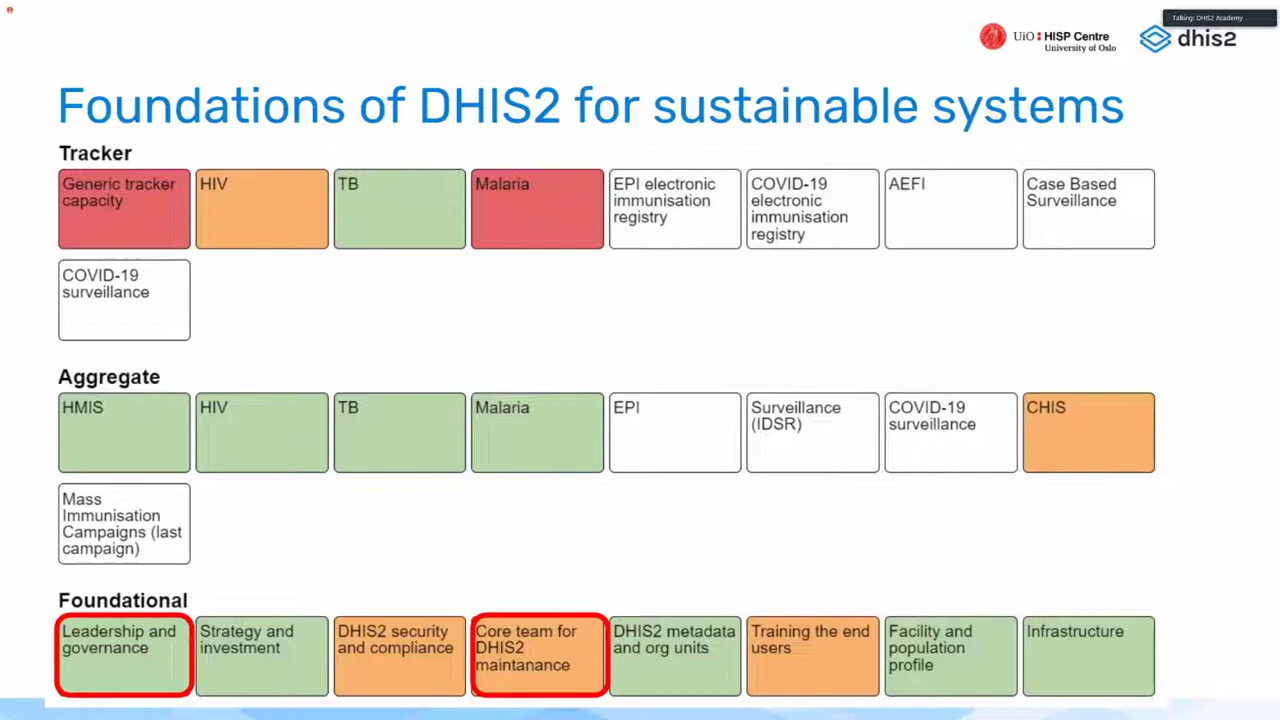 Talking: DHIS2 Academy
UiO HISP Centre
University of Oslo
dhis2
Foundations of DHIS2 for sustainable systems
Tracker
Generic tracker
capacity
HIV
TB
Malaria
EPI electronic
immunisation
registry
COVID-19
electronic
immunisation
registry
AEFI
Case Based
Surveillance
COVID-19
surveillance
Aggregate
HMIS
HIV
TB
Malaria
EPI
Surveillance
(IDSR)
COVID-19
surveillance
CHIS
Mass
Immunisation
Campaigns (last
campaign)
Foundational
Leadership and
governance
Strategy and
investment
DHIS2 security
and compliance
Core team for
DHIS2
maintanance
DHIS2 metadata
and org units
Training the end
users
Facility and
population
profile
Infrastructure